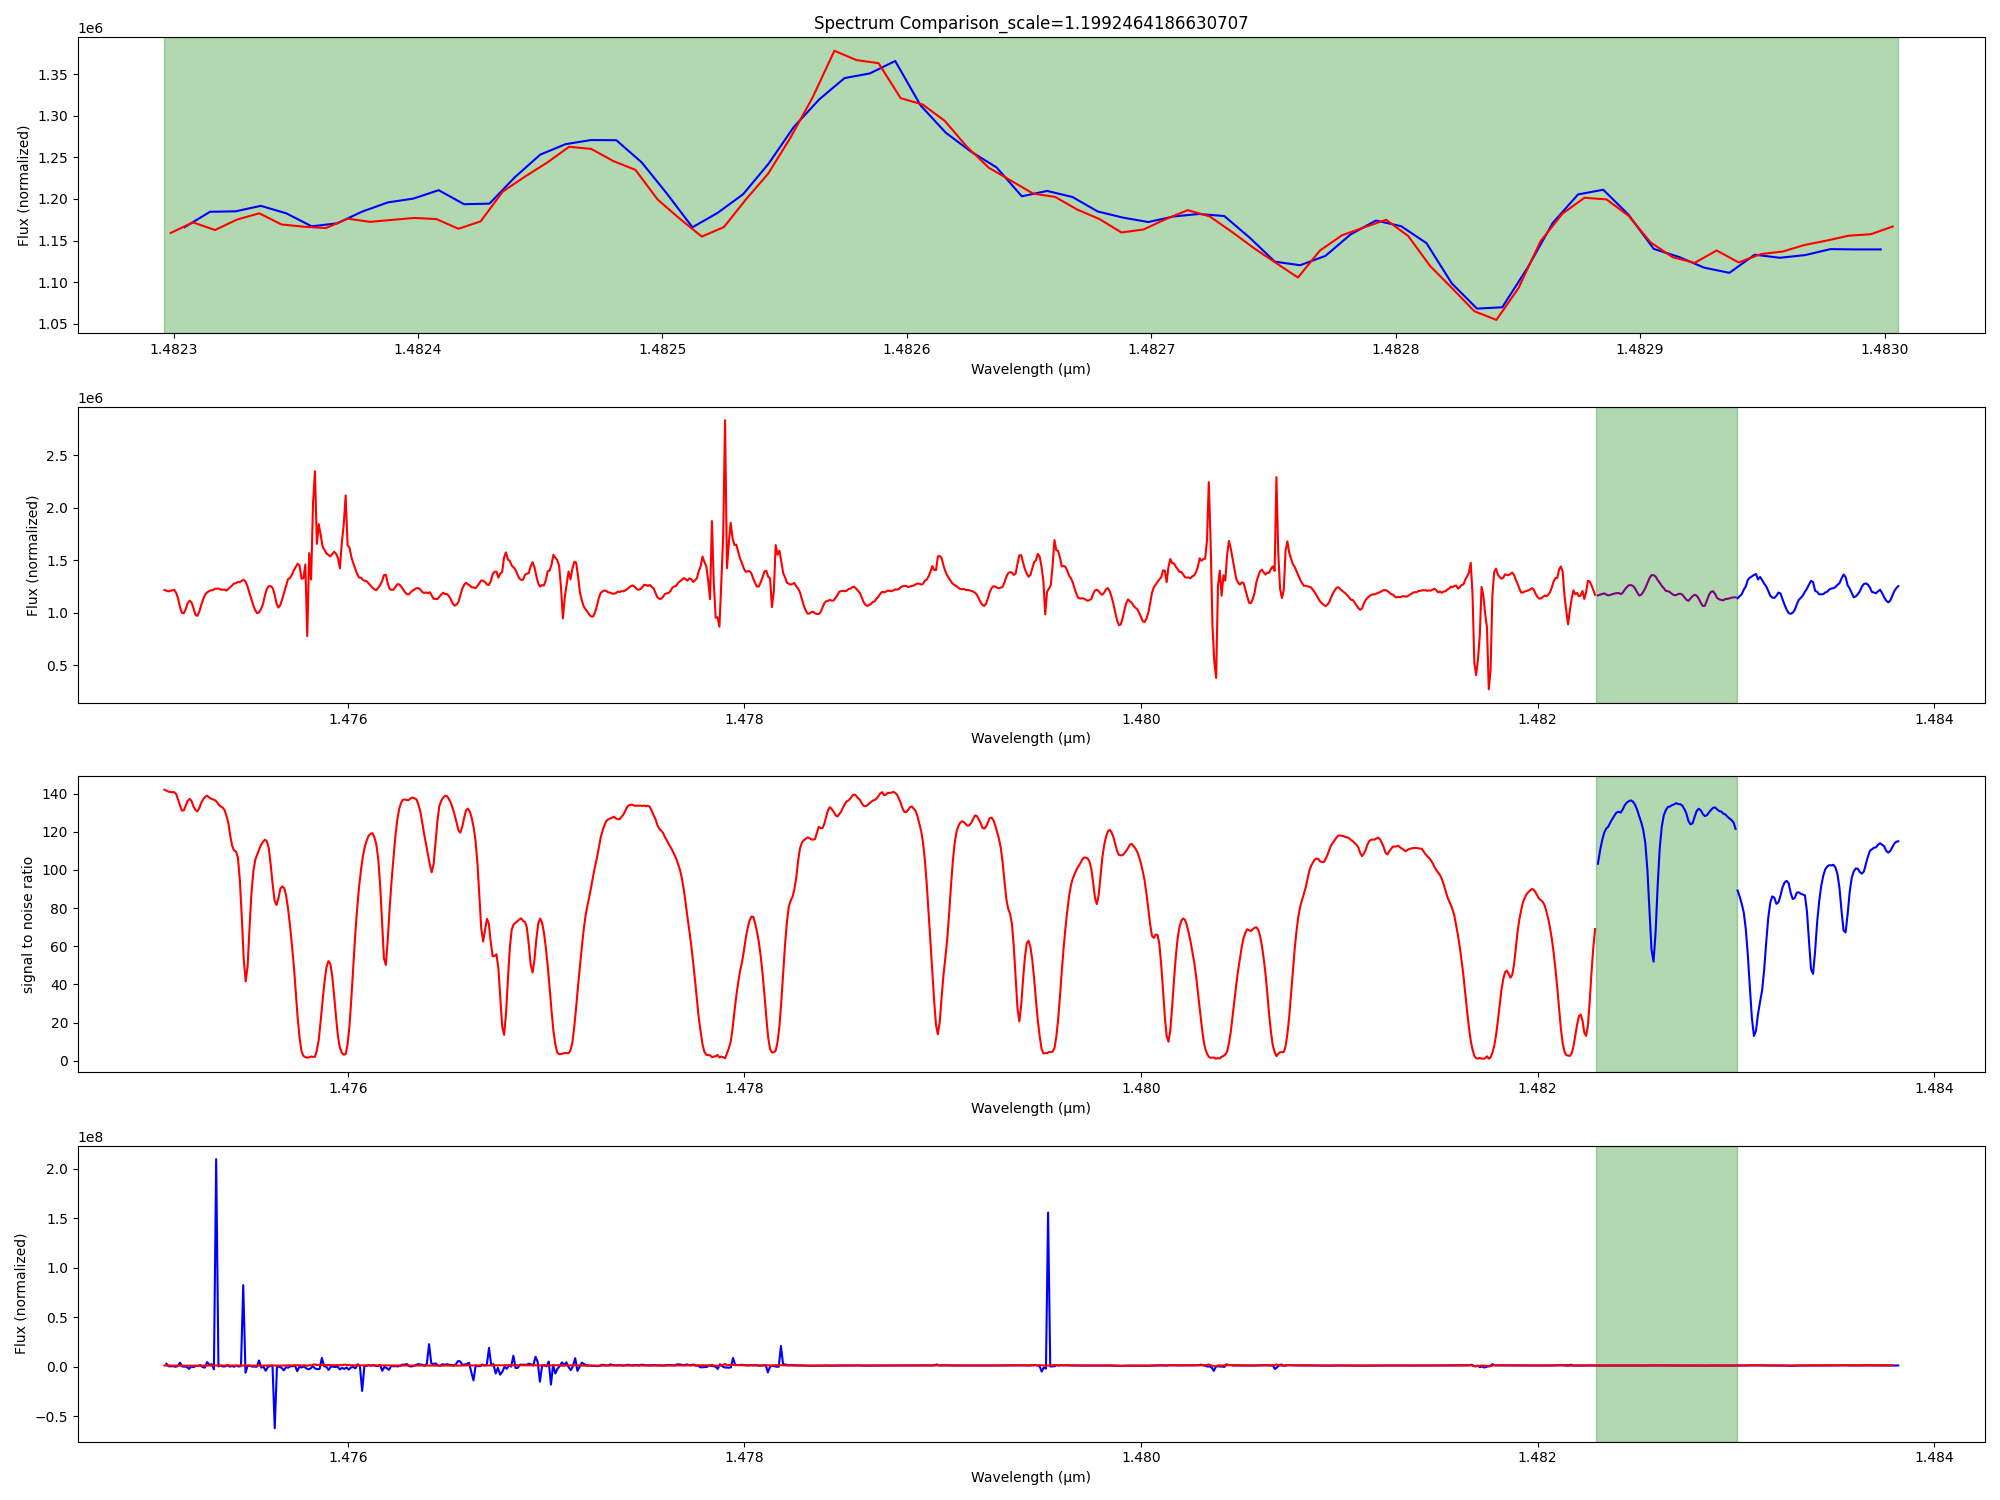 Spectrum Comparison_scale=1.1992464186630707
1e6
1.35
1.30
1.25
1.20
1.15
1.10
1.05
Flux (normalized)
1.4823 1.4824 1.4825 1.4826 1.4827 1.4828 1.4829 1.4830
Wavelength (μm)
1e6
2.5
2.0
1.5
1.0
0.5
Flux (normalized)
1.476 1.478 1.480 1.482 1.484
Wavelength (μm)
140
120
100
80
60
40
20
0
signal to noise ratio
1.476 1.478 1.480 1.482 1.484
Wavelength (μm)
1e8
2.0
1.5
1.0
0.5
0.0
−0.5
Flux (normalized)
1.476 1.478 1.480 1.482 1.484
Wavelength (μm)